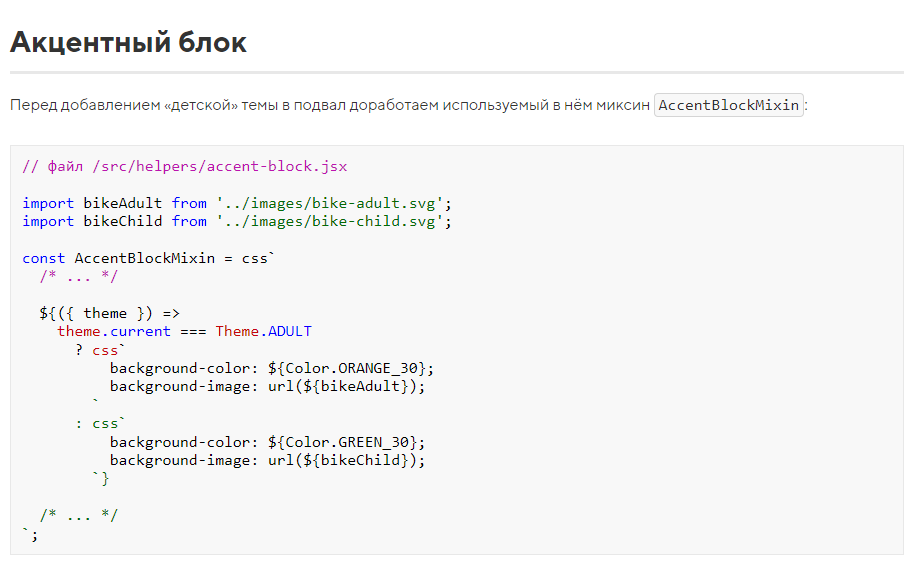 Акцентный блок
Перед добавлением «детской» темы в подвал доработаем используемый в нём миксин AccentBlockMixin:
// файл /src/helpers/accent-block.jsx
import bikeAdult from '../images/bike-adult.svg';
import bikeChild from '../images/bike-child.svg';
const AccentBlockMixin = css`
  /* ... */
  ${({ theme }) =>
    theme.current === Theme.ADULT
      ? css`
          background-color: ${Color.ORANGE_30};
          background-image: url(${bikeAdult});
        `
      : css`
          background-color: ${Color.GREEN_30};
          background-image: url(${bikeChild});
        `}
  /* ... */
`;